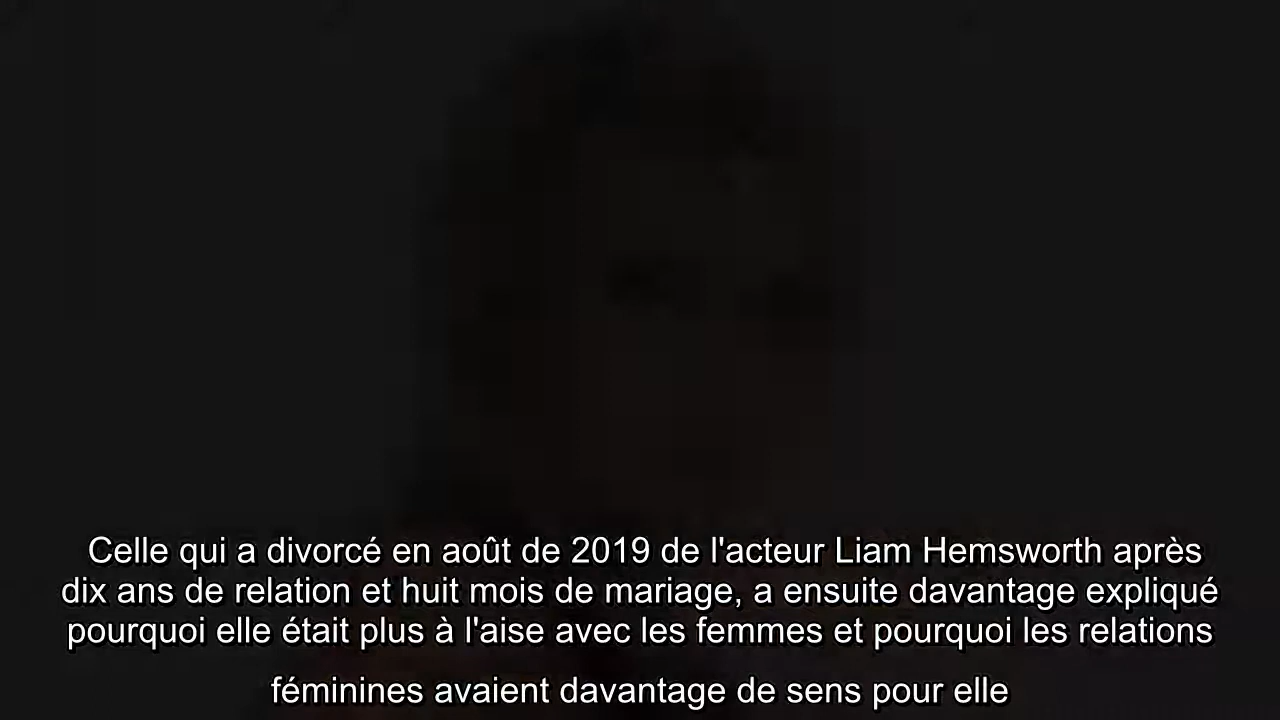 Celle qui a divorcé en août de 2019 de l'acteur Liam Hemsworth après
dix ans de relation et huit mois de mariage, a ensuite davantage expliqué
pourquoi elle était plus à l'aise avec les femmes et pourquoi les relations
féminines avaient davantage de sens pour elle